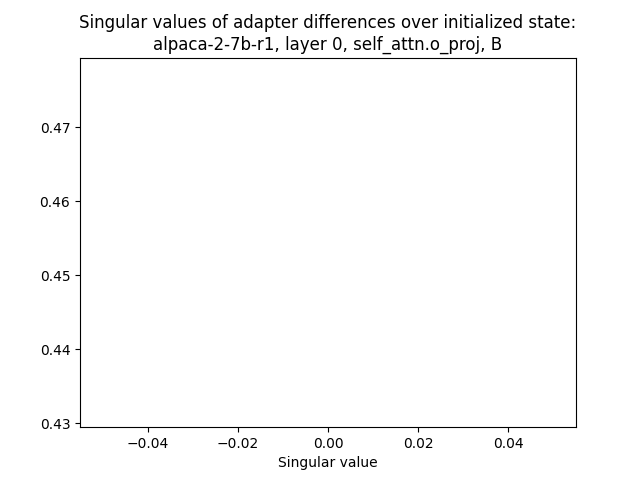 Singular values of adapter differences over initialized state:
alpaca-2-7b-r1, layer 0, self_attn.o_proj, B
0.47
0.46
0.45
0.44
0.43
−0.04 −0.02 0.00 0.02 0.04
Singular value